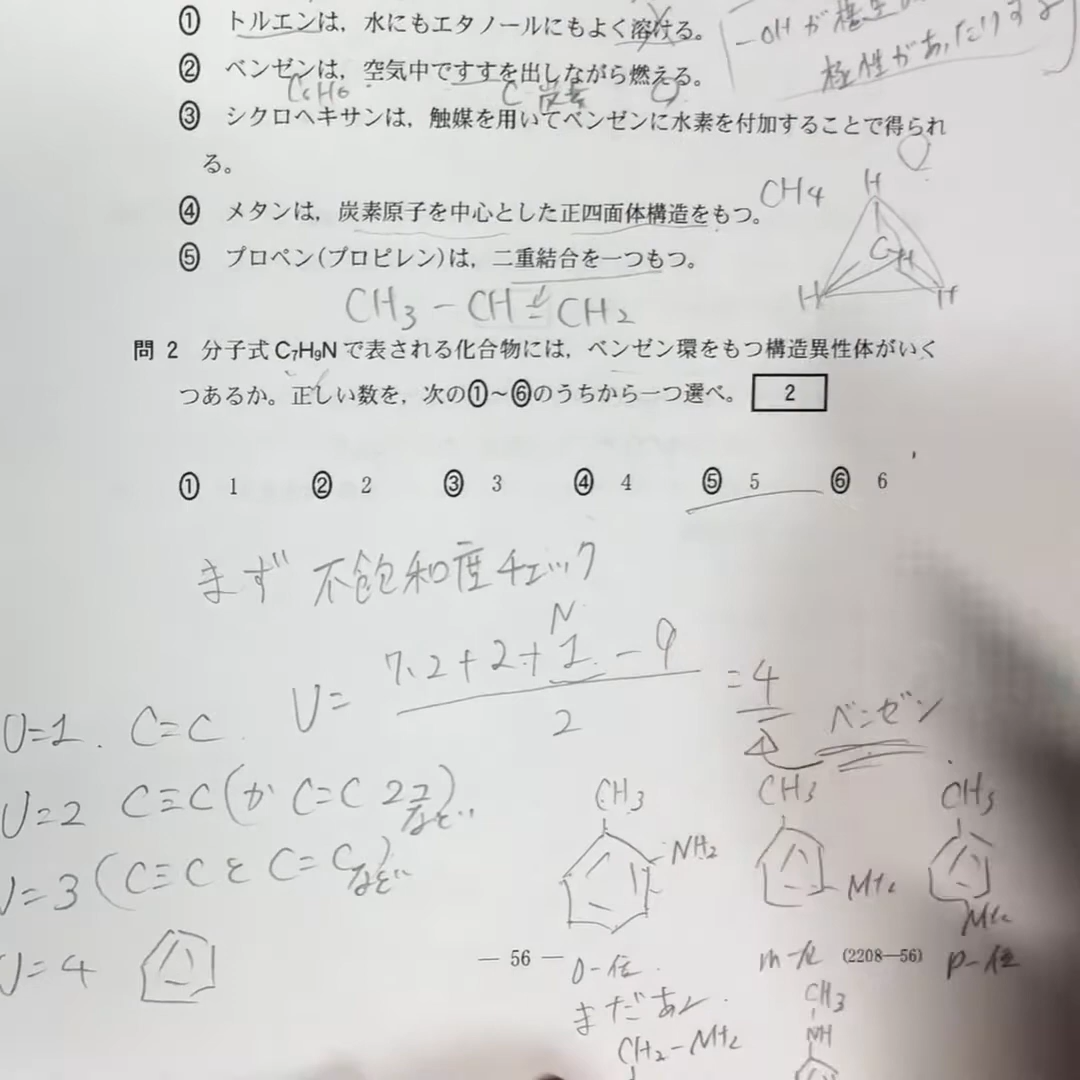 ① トルエンは，水にもエタノールにもよく溶ける。
-OHが
極性があったりする
② ベンゼンは，空気中ですすを出しながら燃える。
C6H6 C 炭素
③ シクロヘキサンは，触媒を用いてベンゼンに水素を付加することで得られ
る。
④ メタンは，炭素原子を中心とした正四面体構造をもつ。
CH4
H
C H
H H
⑤ プロペン(プロピレン)は，二重結合を一つもつ。
CH3 - CH = CH2
問 2 分子式 C7H9N で表される化合物には，ベンゼン環をもつ構造異性体がいく
つあるか。正しい数を，次の①～⑥のうちから一つ選べ。 2
① 1 ② 2 ③ 3 ④ 4 ⑤ 5 ⑥ 6
まず 不飽和度チェック
N
U = 7・2+2+1-9 / 2 = 4
ベンゼン
U=1. C=C.
U=2 C≡C(か C=C 2コ など..
U=3 (C≡CとC=C など..
U=4
CH3 CH3 CH3
NH2 NH2 NH2
— 56 — (2208—56)
o-位. m-位 p-位
まだある.
CH2-NH2
CH3
NH